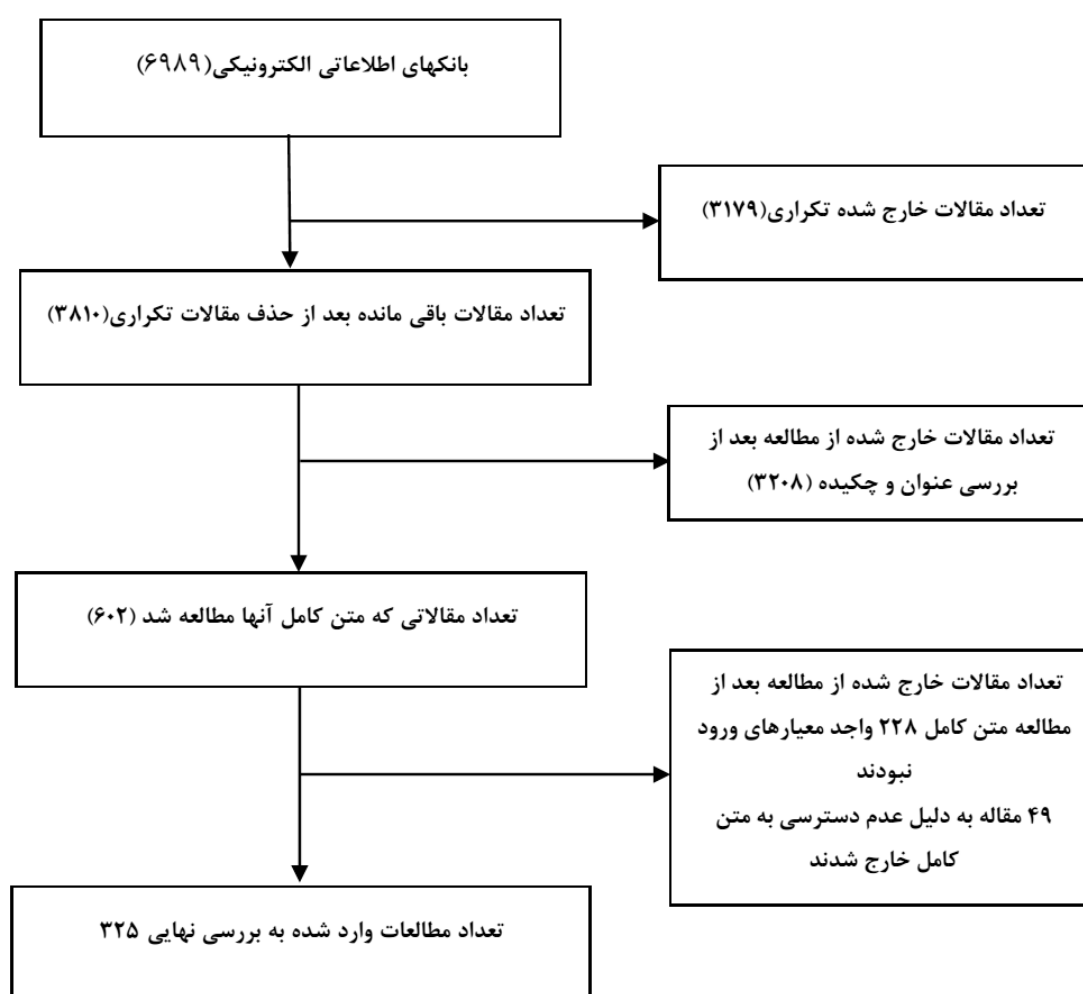 بانکهای اطلاعاتی الکترونیکی(۶۹۸۹)
تعداد مقالات خارج شده تکراری(۳۱۷۹)
تعداد مقالات باقی مانده بعد از حذف مقالات تکراری(۳۸۱۰)
تعداد مقالات خارج شده از مطالعه بعد از
بررسی عنوان و چکیده (۳۲۰۸)
تعداد مقالاتی که متن کامل آنها مطالعه شد (۶۰۲)
تعداد مقالات خارج شده از مطالعه بعد از
مطالعه متن کامل ۲۲۸ واجد معیارهای ورود
نبودند
۴۹ مقاله به دلیل عدم دسترسی به متن
کامل خارج شدند
تعداد مطالعات وارد شده به بررسی نهایی ۳۲۵